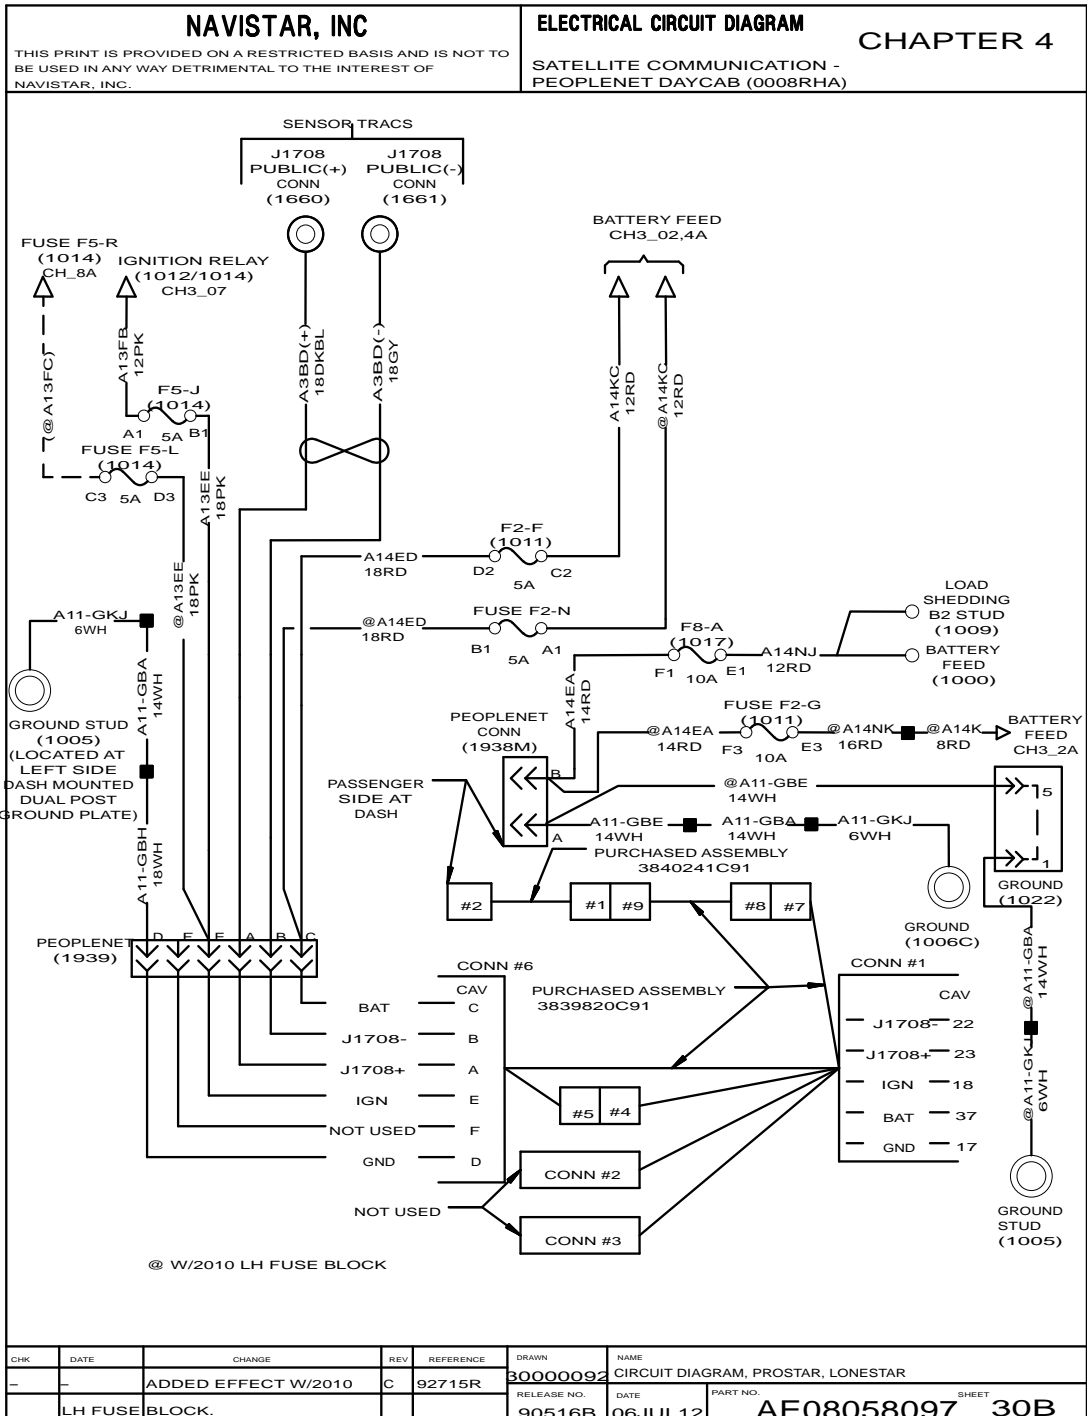 NAVISTAR, INC
THIS PRINT IS PROVIDED ON A RESTRICTED BASIS AND IS NOT TO
BE USED IN ANY WAY DETRIMENTAL TO THE INTEREST OF
NAVISTAR, INC.
ELECTRICAL CIRCUIT DIAGRAM
CHAPTER 4
SATELLITE COMMUNICATION -
PEOPLENET DAYCAB (0008RHA)
SENSOR TRACS
J1708
PUBLIC(+)
CONN
(1660)
J1708
PUBLIC(-)
CONN
(1661)
BATTERY FEED
CH3_02,4A
FUSE F5-R
(1014)
CH_8A
IGNITION RELAY
(1012/1014)
CH3_07
(@A13FC)
A13FB
12PK
A3BD(+)
18DKBL
A3BD(-)
18GY
A14KC
12RD
@A14KC
12RD
F5-J
(1014)
A1
5A
B1
FUSE F5-L
(1014)
C3
5A
D3
A13EE
18PK
@A13EE
18PK
A14ED
18RD
F2-F
(1011)
D2
C2
5A
@A14ED
18RD
FUSE F2-N
B1
A1
5A
F8-A
(1017)
F1
10A
E1
A14NJ
12RD
LOAD
SHEDDING
B2 STUD
(1009)
BATTERY
FEED
(1000)
A11-GKJ
6WH
A11-GBA
14WH
GROUND STUD
(1005)
(LOCATED AT
LEFT SIDE
DASH MOUNTED
DUAL POST
GROUND PLATE)
A11-GBH
18WH
A14EA
14RD
PEOPLENET
CONN
(1938M)
B
A
@A14EA
14RD
FUSE F2-G
(1011)
F3
10A
E3
@A14NK
16RD
@A14K
8RD
BATTERY
FEED
CH3_2A
PASSENGER
SIDE AT
DASH
@A11-GBE
14WH
A11-GBE
14WH
A11-GBA
14WH
A11-GKJ
6WH
5
1
GROUND
(1022)
PURCHASED ASSEMBLY
3840241C91
#2
#1
#9
#8
#7
GROUND
(1006C)
@A11-GBA
14WH
@A11-GKJ
6WH
GROUND
STUD
(1005)
PEOPLENET
(1939)
D
F
E
A
B
C
CONN #6
CAV
BAT
C
J1708-
B
J1708+
A
IGN
E
NOT USED
F
GND
D
PURCHASED ASSEMBLY
3839820C91
CONN #1
CAV
J1708-
22
J1708+
23
IGN
18
BAT
37
GND
17
#5
#4
CONN #2
CONN #3
NOT USED
@ W/2010 LH FUSE BLOCK
CHK
DATE
CHANGE
REV
REFERENCE
DRAWN
NAME
–
–
ADDED EFFECT W/2010
C
92715R
30000092
CIRCUIT DIAGRAM, PROSTAR, LONESTAR
LH FUSE BLOCK.
RELEASE NO.
90516B
DATE
06JUL12
PART NO.
AE08058097
SHEET
30B